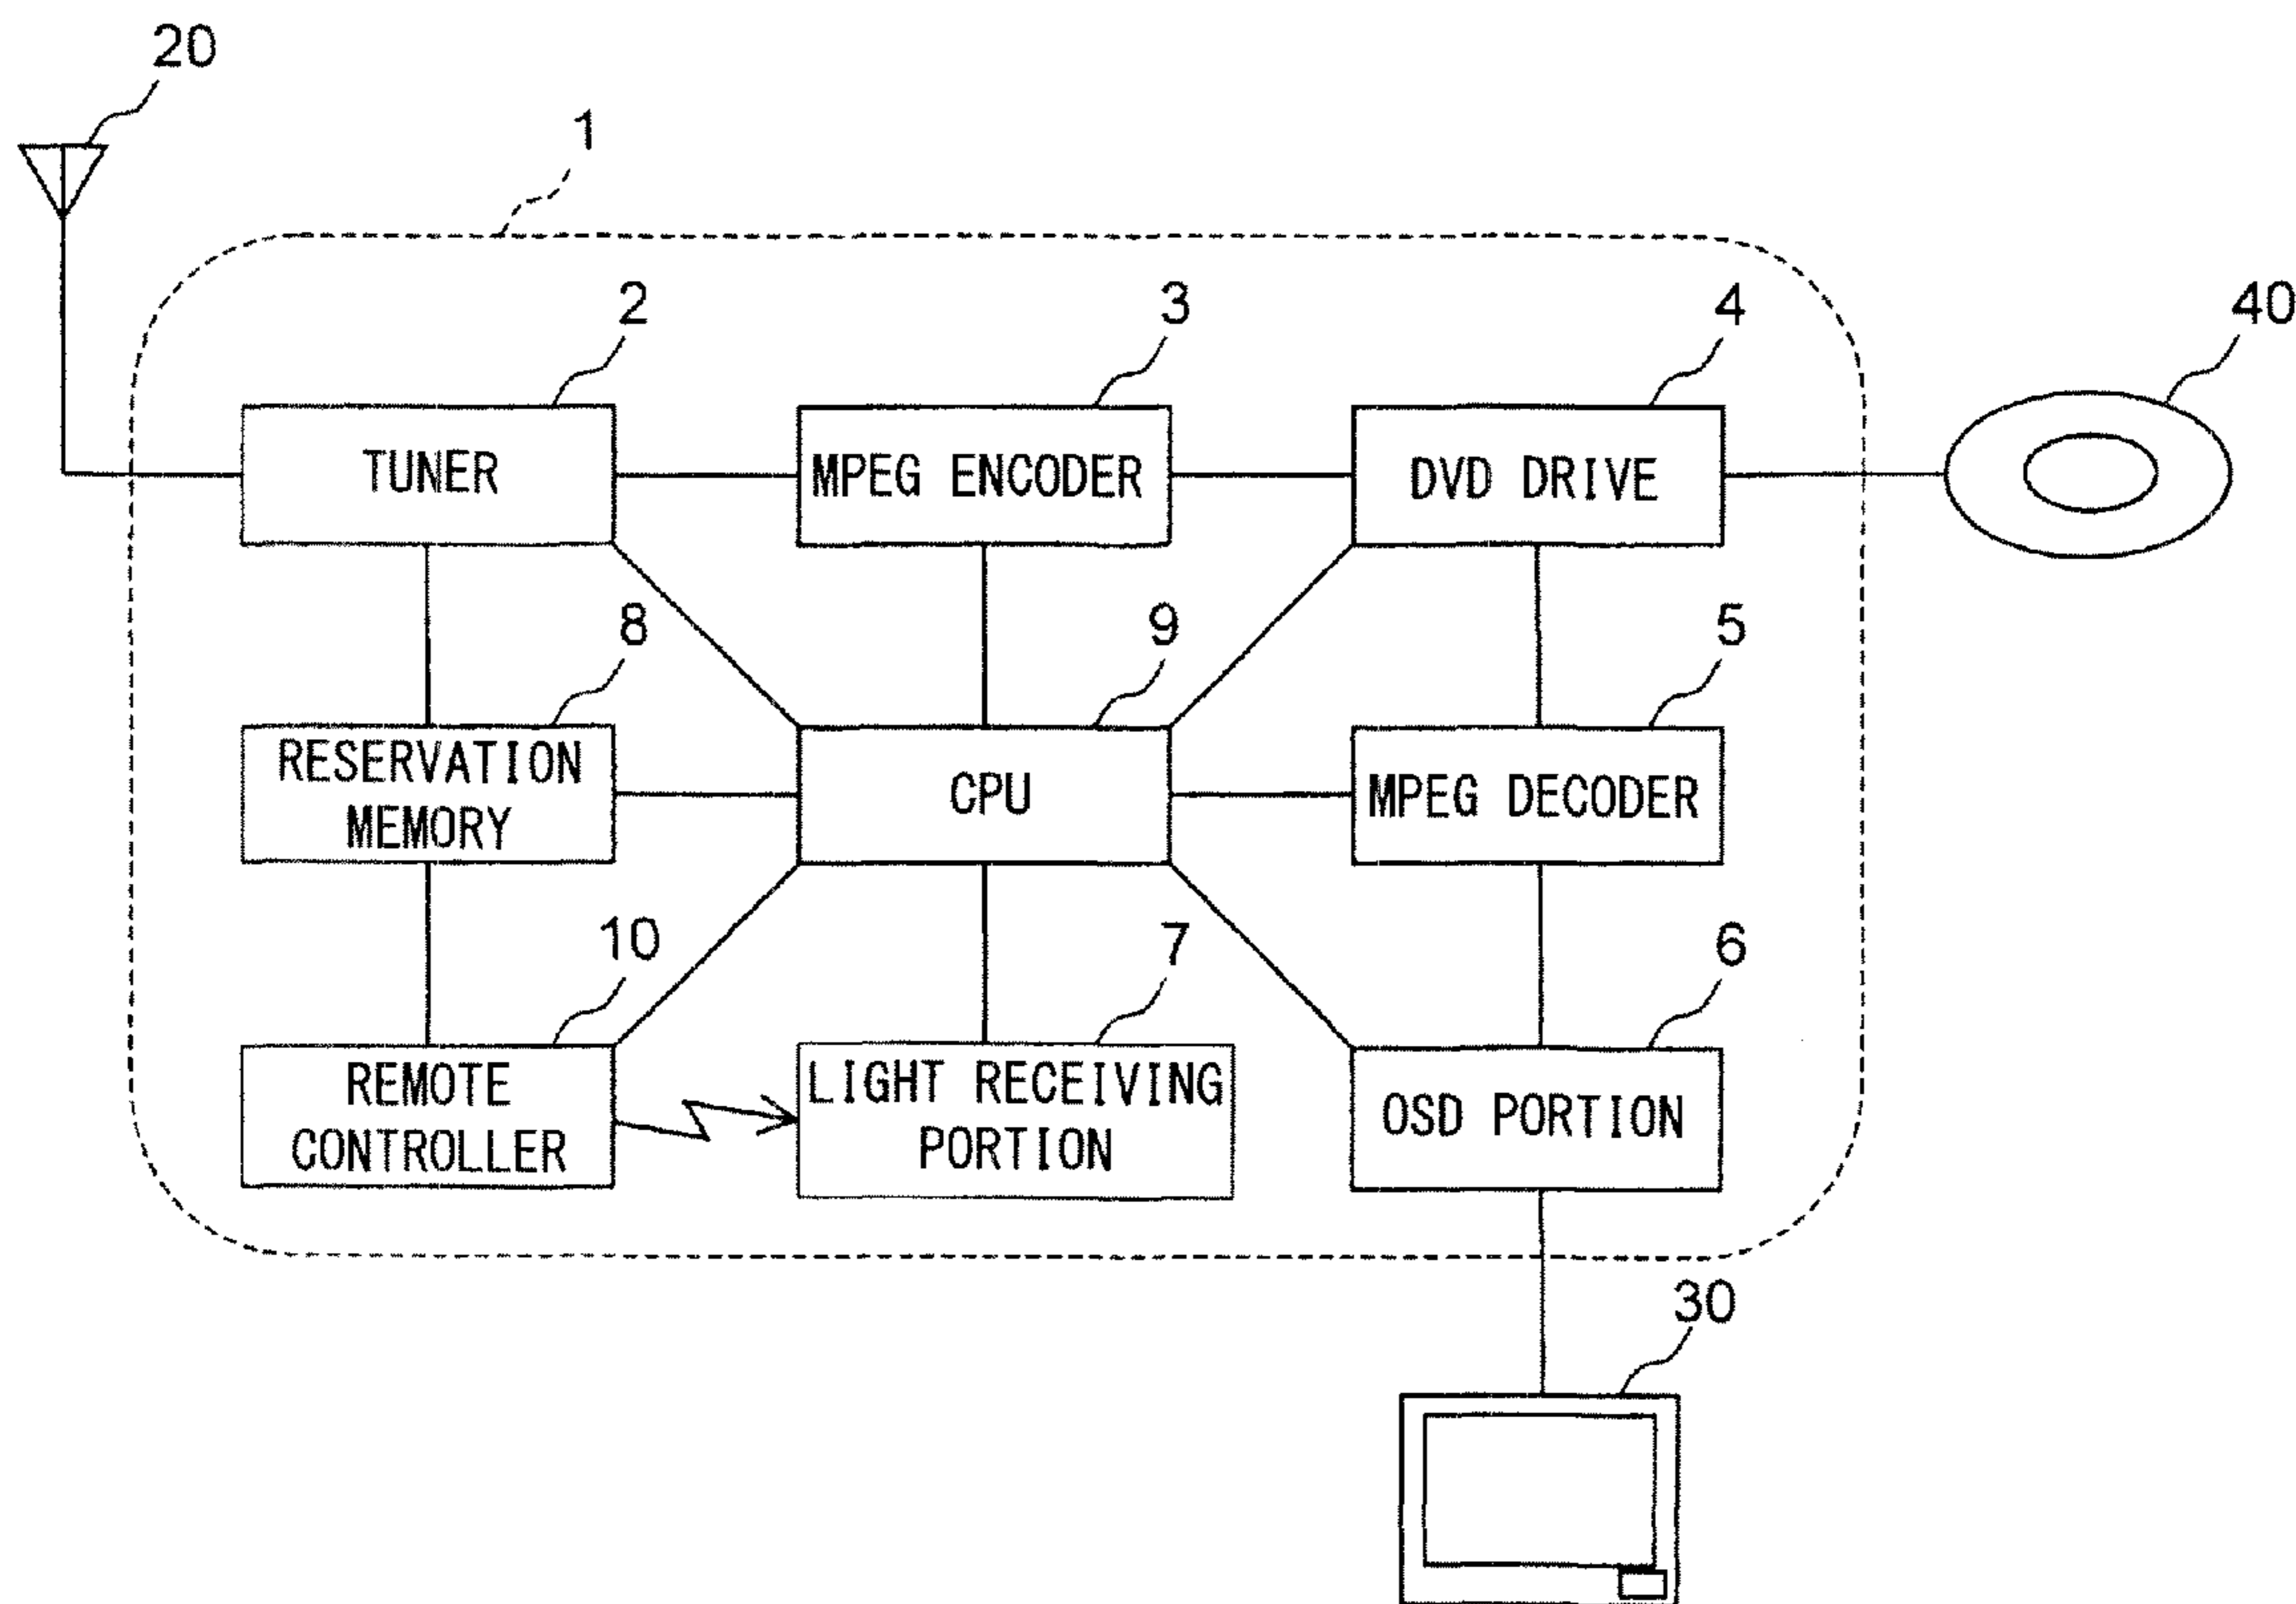 20
1
2
3
4
40
TUNER
MPEG ENCODER
DVD DRIVE
8
9
5
RESERVATION
MEMORY
CPU
MPEG DECODER
10
7
6
REMOTE
CONTROLLER
LIGHT RECEIVING
PORTION
OSD PORTION
30